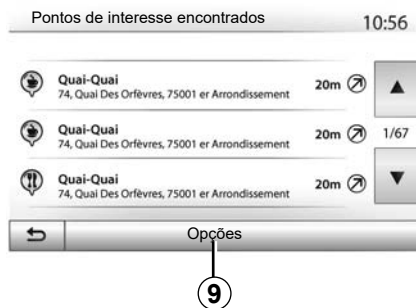 Pontos de interesse encontrados 10:56
Quai-Quai
74, Quai Des Orfèvres, 75001 er Arrondissement 20m
Quai-Quai
74, Quai Des Orfèvres, 75001 er Arrondissement 20m
1/67
Quai-Quai
74, Quai Des Orfèvres, 75001 er Arrondissement 20m
Opções
9